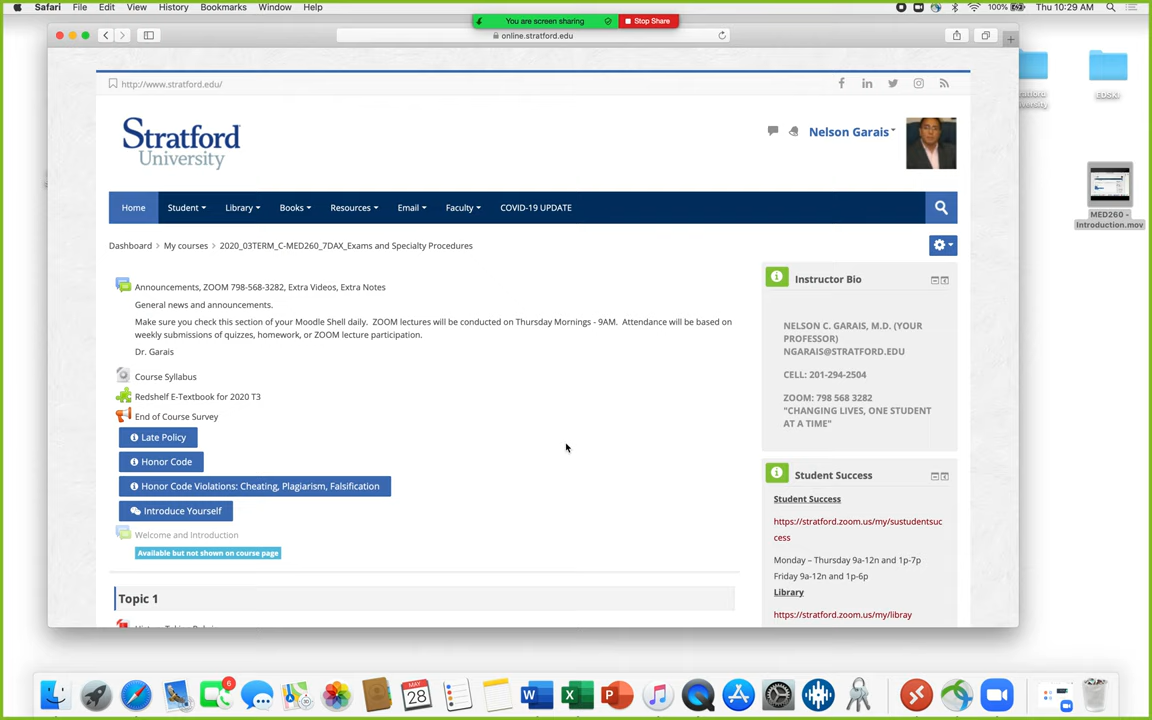 Safari File Edit View History Bookmarks Window Help
100% Thu 10:29 AM
You are screen sharing Stop Share
online.stratford.edu
http://www.stratford.edu/
EDSKI
MED260 -
Introduction.mov
Stratford
University
Nelson Garais
Home Student Library Books Resources Email Faculty COVID-19 UPDATE
Dashboard My courses 2020_03TERM_C-MED260_7DAX_Exams and Specialty Procedures
Announcements, ZOOM 798-568-3282, Extra Videos, Extra Notes
General news and announcements.
Make sure you check this section of your Moodle Shell daily. ZOOM lectures will be conducted on Thursday Mornings - 9AM. Attendance will be based on
weekly submissions of quizzes, homework, or ZOOM lecture participation.
Dr. Garais
Course Syllabus
Redshelf E-Textbook for 2020 T3
End of Course Survey
Late Policy
Honor Code
Honor Code Violations: Cheating, Plagiarism, Falsification
Introduce Yourself
Welcome and Introduction
Available but not shown on course page
Topic 1
Instructor Bio
NELSON C. GARAIS, M.D. (YOUR
PROFESSOR)
NGARAIS@STRATFORD.EDU
CELL: 201-294-2504
ZOOM: 798 568 3282
"CHANGING LIVES, ONE STUDENT
AT A TIME"
Student Success
Student Success
https://stratford.zoom.us/my/sustudentsuc
cess
Monday – Thursday 9a-12n and 1p-7p
Friday 9a-12n and 1p-6p
Library
https://stratford.zoom.us/my/libray
6
MAY
28